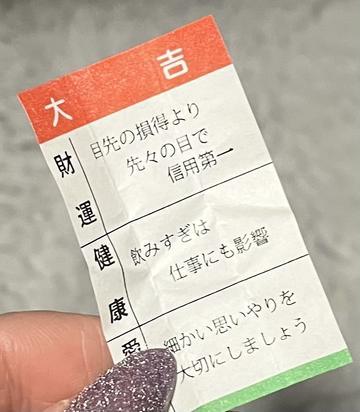 大吉
財運
目先の損得より
先々の目で
信用第一
健康
飲みすぎは
仕事にも影響
愛
細かい思いやりを
大切にしましょう